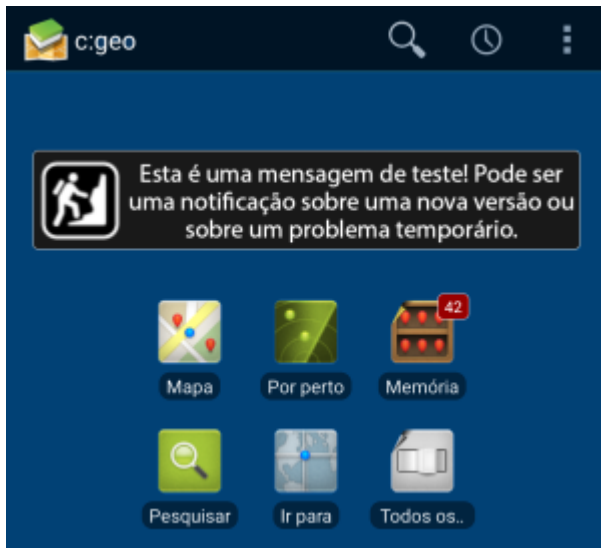 c:geo
Esta é uma mensagem de teste! Pode ser
uma notificação sobre uma nova versão ou
sobre um problema temporário.
42
Mapa
Por perto
Memória
Pesquisar
Ir para
Todos os..